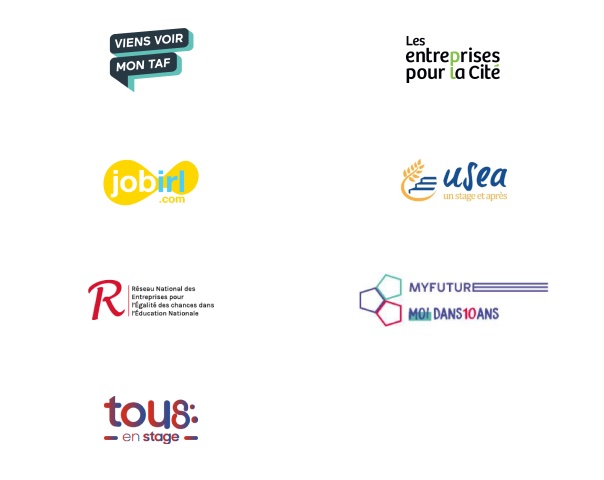 VIENS VOIR
MON TAF
Les
entreprises
pour la Cité
jobirl
.com
usea
un stage et après
R
Réseau National des
Entreprises pour
l'Égalité des chances dans
l'Éducation Nationale
MYFUTUR
MOI DANS10ANS
tous:
en stage